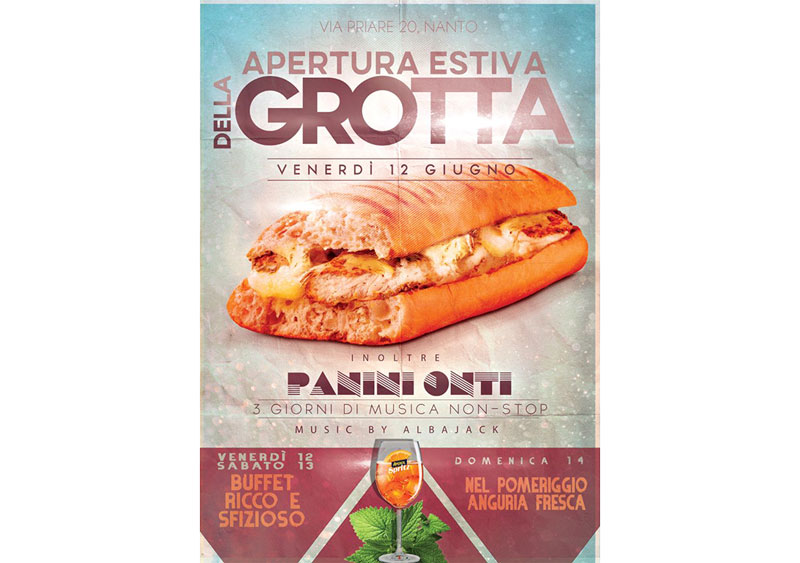 VIA PRIARE 20, NANTO
APERTURA ESTIVA
DELLA
GROTTA
VENERDÌ 12 GIUGNO
INOLTRE
PANINI ONTI
3 GIORNI DI MUSICA NON-STOP
MUSIC BY ALBAJACK
VENERDÌ 12
SABATO 13
BUFFET
RICCO E
SFIZIOSO
Spritz
DOMENICA 14
NEL POMERIGGIO
ANGURIA FRESCA